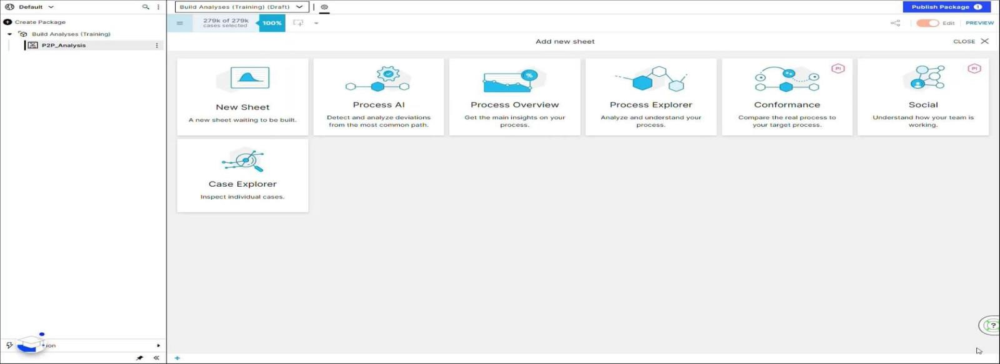 Default
Build Analyses (Training) (Draft)
Publish Package 1
Create Package
279k of 279k
cases selected
100%
Edit
PREVIEW
Build Analyses (Training)
P2P_Analysis
Add new sheet
CLOSE
New Sheet
A new sheet waiting to be built.
Process AI
Detect and analyze deviations
from the most common path.
%
Process Overview
Get the main insights on your
process.
Process Explorer
Analyze and understand your
process.
PI
Conformance
Compare the real process to
your target process.
PI
Social
Understand how your team is
working.
Case Explorer
Inspect individual cases.
?